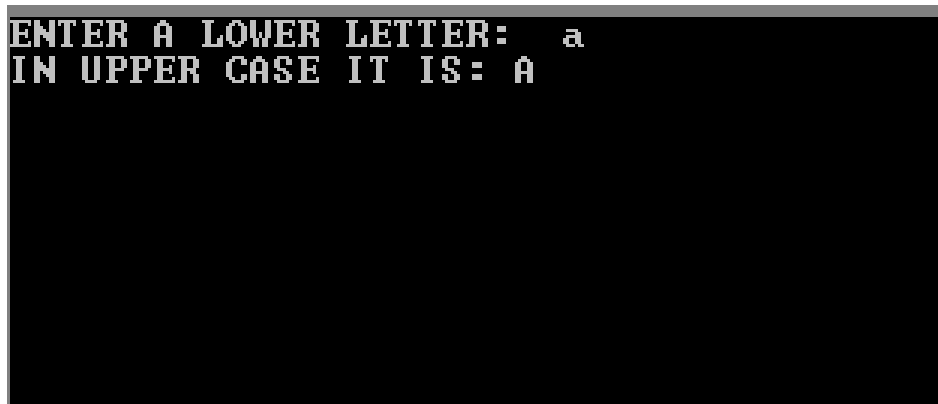 ENTER A LOWER LETTER:  a
IN UPPER CASE IT IS: A